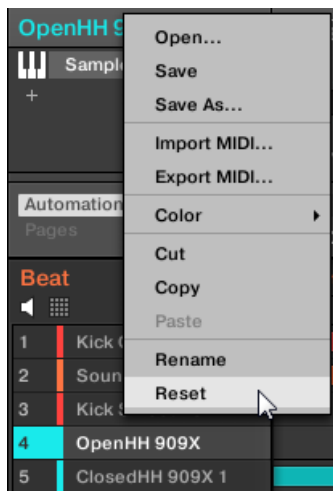 OpenHH 9
Sampl
+
Automation
Pages
Beat
1 Kick
2 Soun
3 Kick
4 OpenHH 909X
5 ClosedHH 909X 1
Open...
Save
Save As...
Import MIDI...
Export MIDI...
Color
Cut
Copy
Paste
Rename
Reset